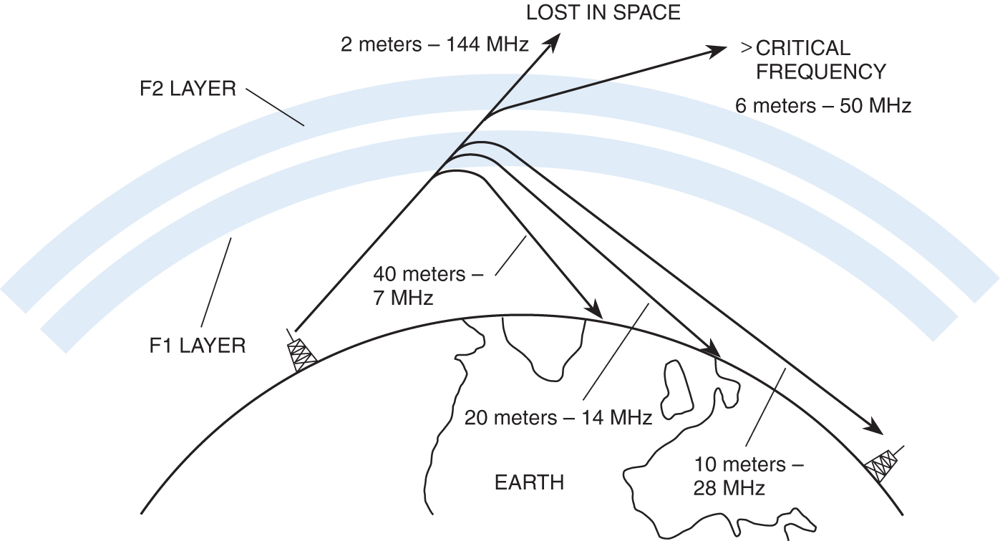 LOST IN SPACE
2 meters – 144 MHz
> CRITICAL
FREQUENCY
6 meters – 50 MHz
F2 LAYER
40 meters –
7 MHz
F1 LAYER
20 meters – 14 MHz
10 meters –
28 MHz
EARTH